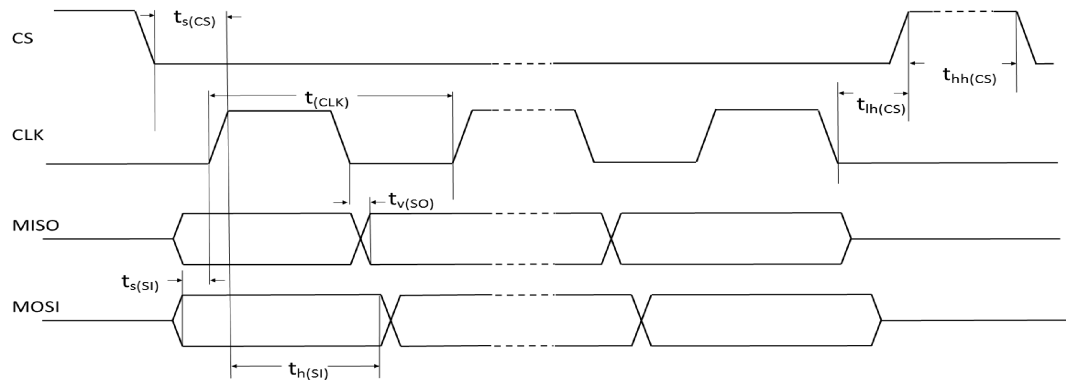 CS
ts(CS)
thh(CS)
tlh(CS)
t(CLK)
CLK
tv(SO)
MISO
ts(SI)
MOSI
th(SI)